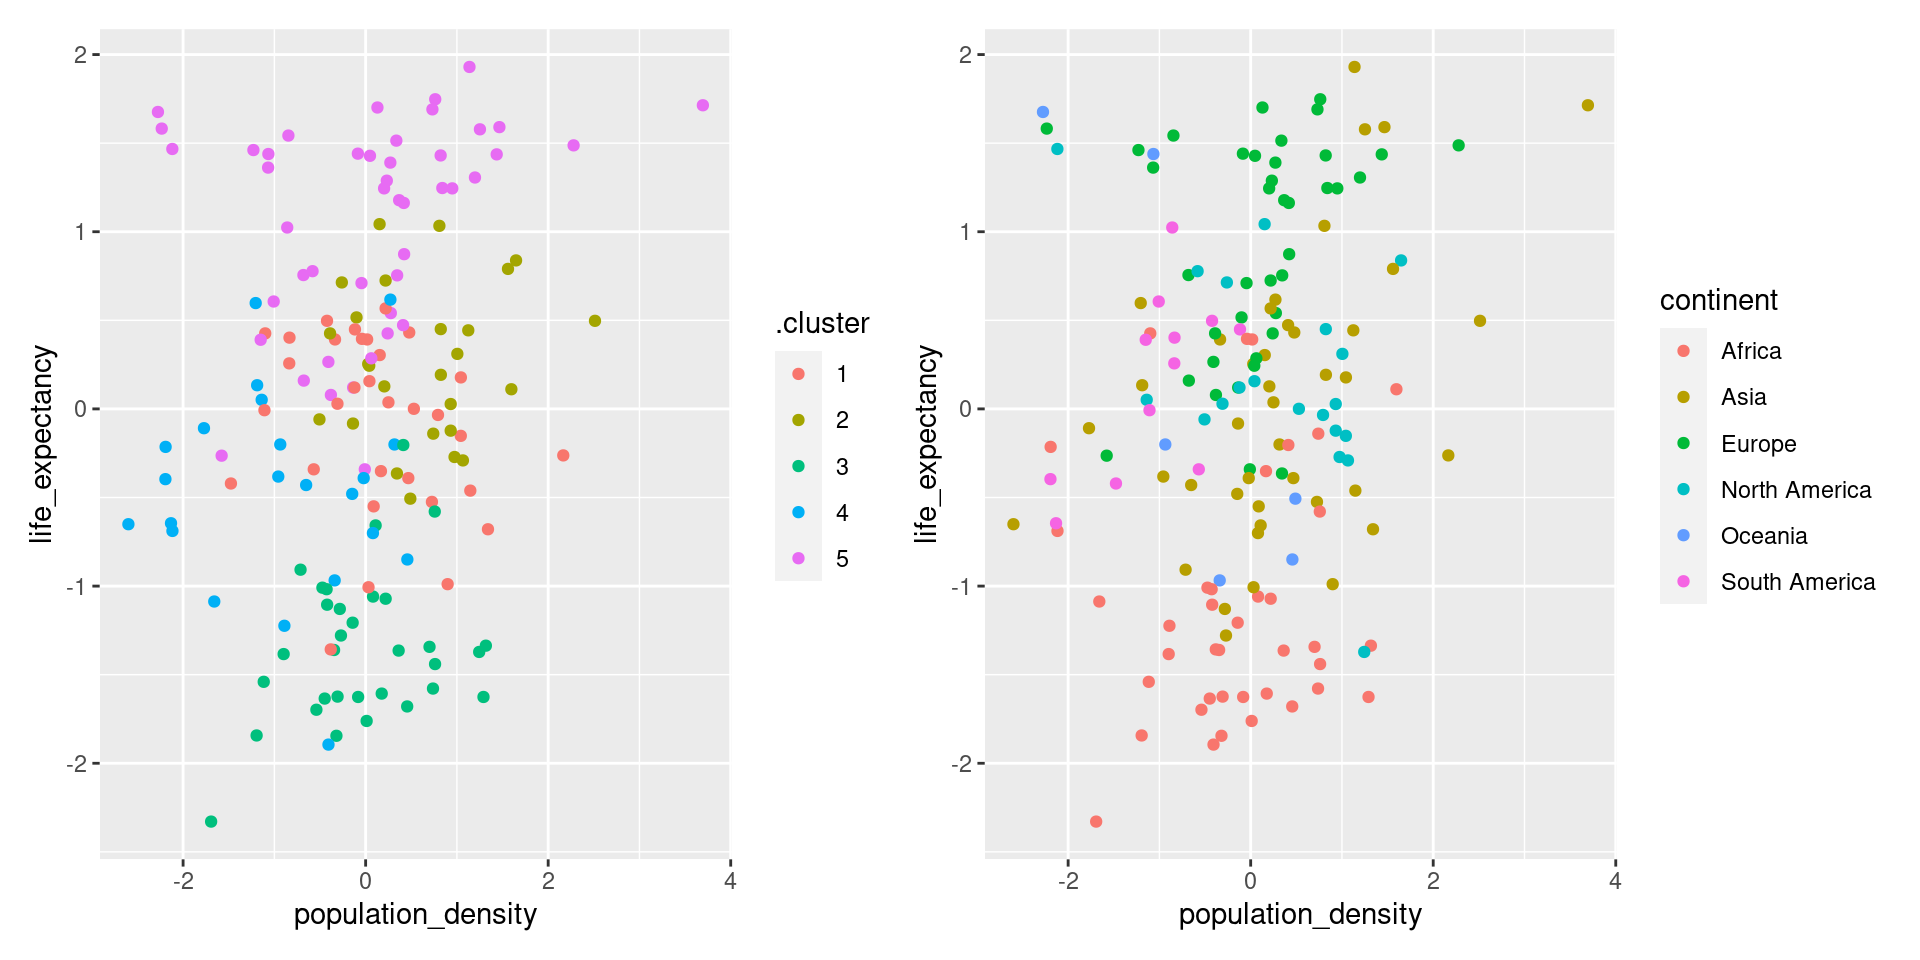 2
1
0
-1
-2
life_expectancy
-2
0
2
4
population_density
.cluster
1
2
3
4
5
2
1
0
-1
-2
life_expectancy
-2
0
2
4
population_density
continent
Africa
Asia
Europe
North America
Oceania
South America